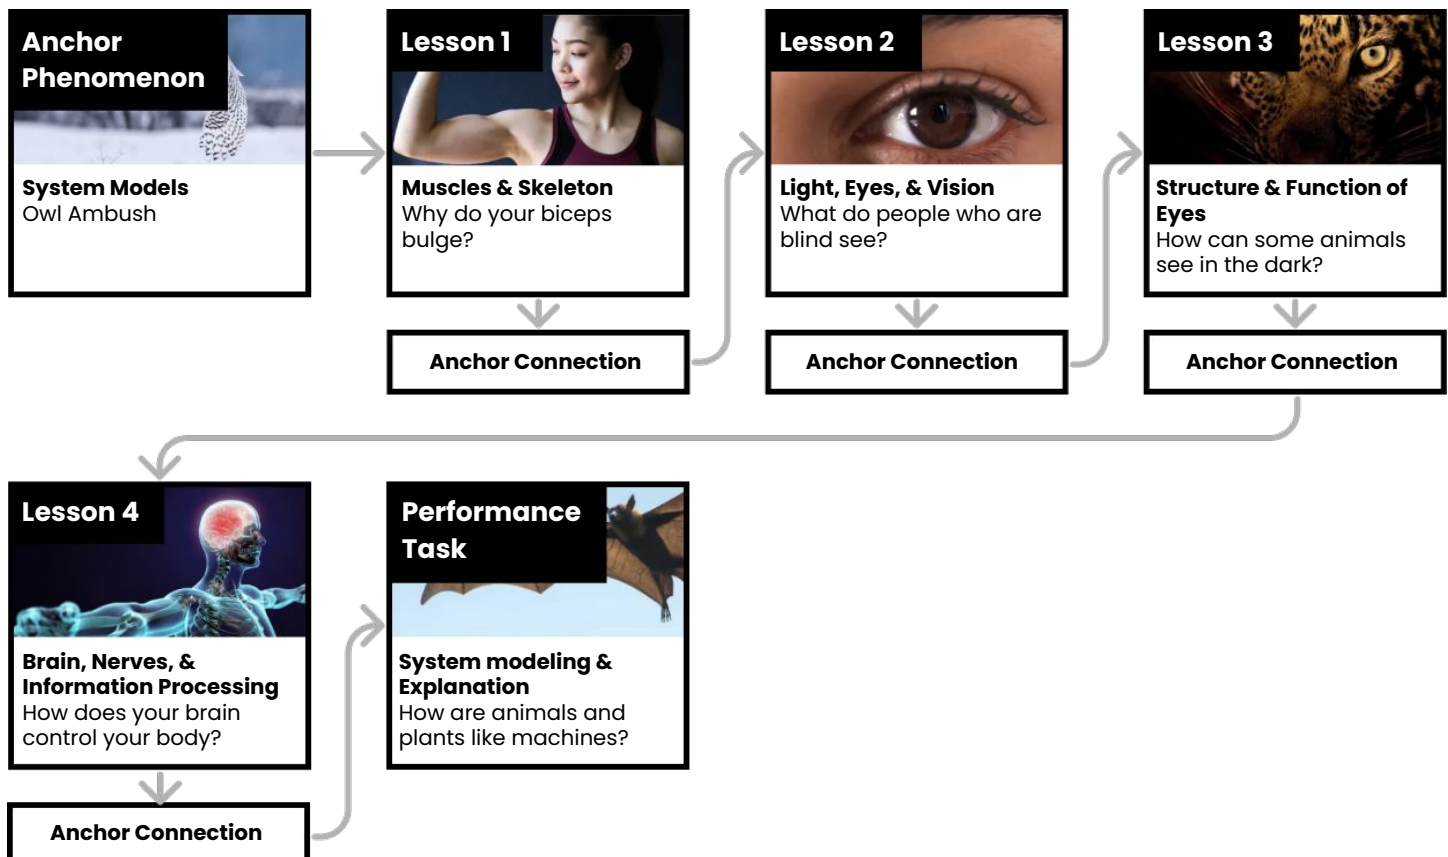 Anchor
Phenomenon
System Models
Owl Ambush
Lesson 1
Muscles & Skeleton
Why do your biceps
bulge?
Anchor Connection
Lesson 2
Light, Eyes, & Vision
What do people who are
blind see?
Anchor Connection
Lesson 3
Structure & Function of
Eyes
How can some animals
see in the dark?
Anchor Connection
Lesson 4
Brain, Nerves, &
Information Processing
How does your brain
control your body?
Anchor Connection
Performance
Task
System modeling &
Explanation
How are animals and
plants like machines?